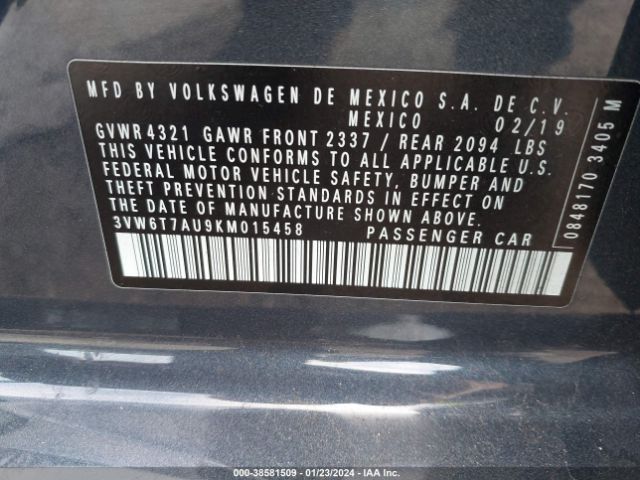 MFD BY VOLKSWAGEN DE MEXICO S.A. DE C.V.
MEXICO 02/19
GVWR 4321 GAWR FRONT 2337 / REAR 2094 LBS
THIS VEHICLE CONFORMS TO ALL APPLICABLE U.S.
FEDERAL MOTOR VEHICLE SAFETY, BUMPER AND
THEFT PREVENTION STANDARDS IN EFFECT ON
THE DATE OF MANUFACTURE SHOWN ABOVE.
3VW6T7AU9KM015458 PASSENGER CAR
0848170 3405 M
000-38581509 - 01/23/2024 - IAA Inc.